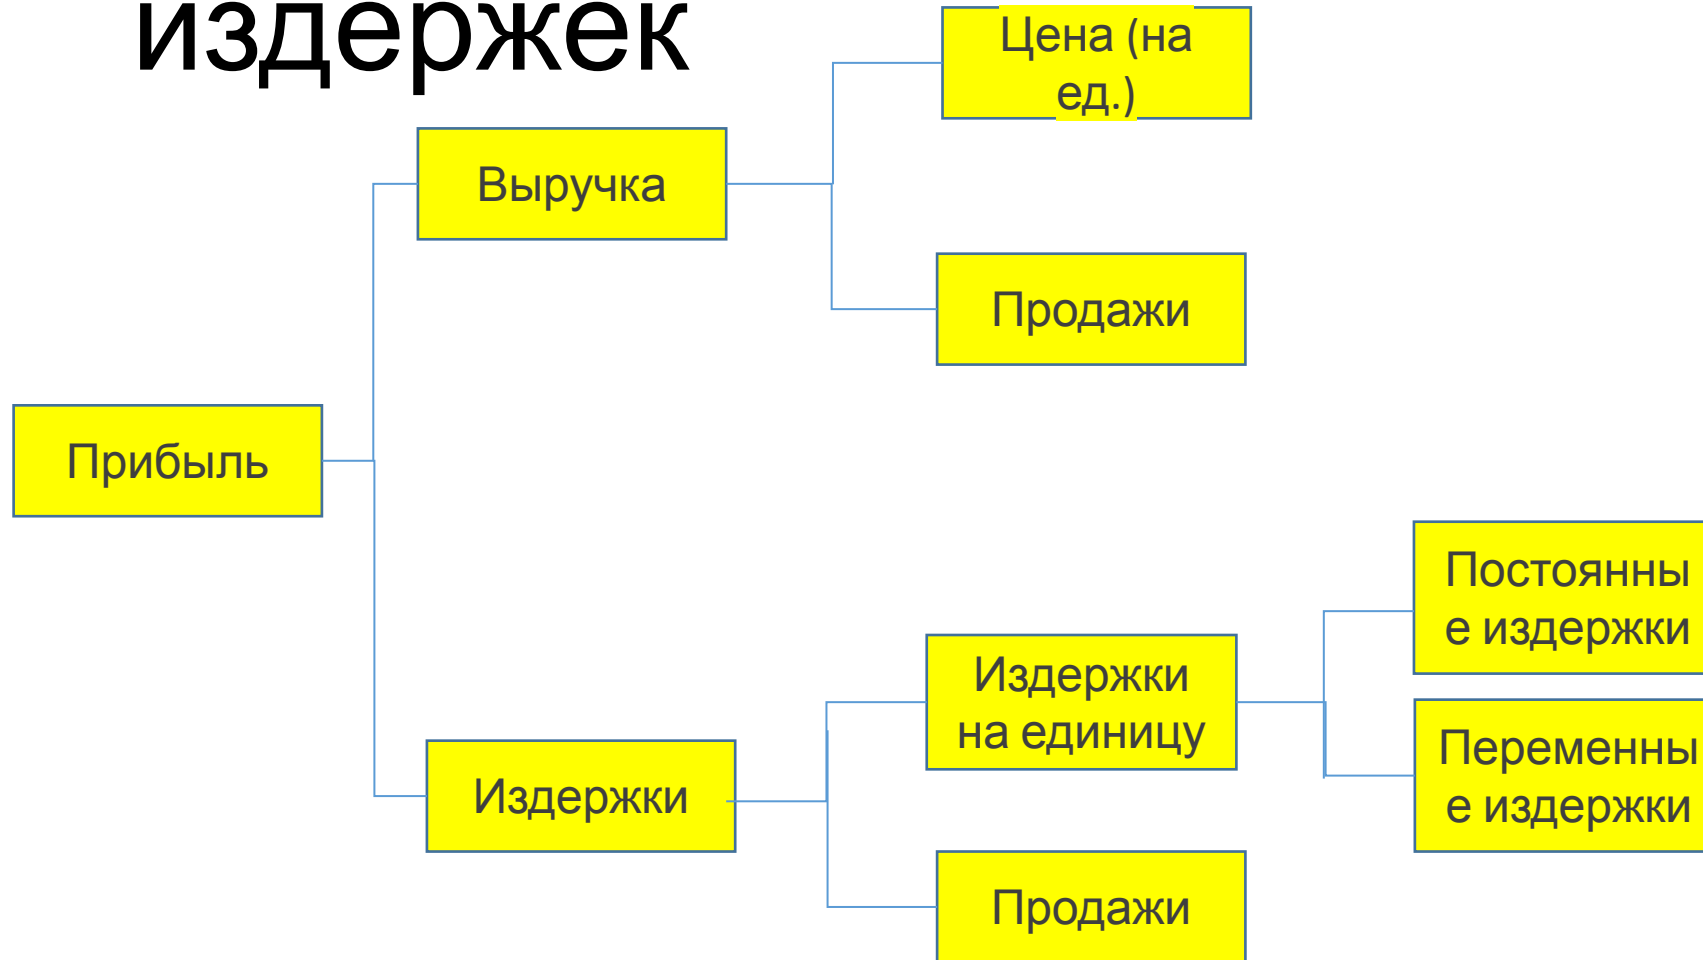 издержек
Цена (на
ед.)
Выручка
Продажи
Прибыль
Постоянны
е издержки
Издержки
на единицу
Переменны
е издержки
Издержки
Продажи